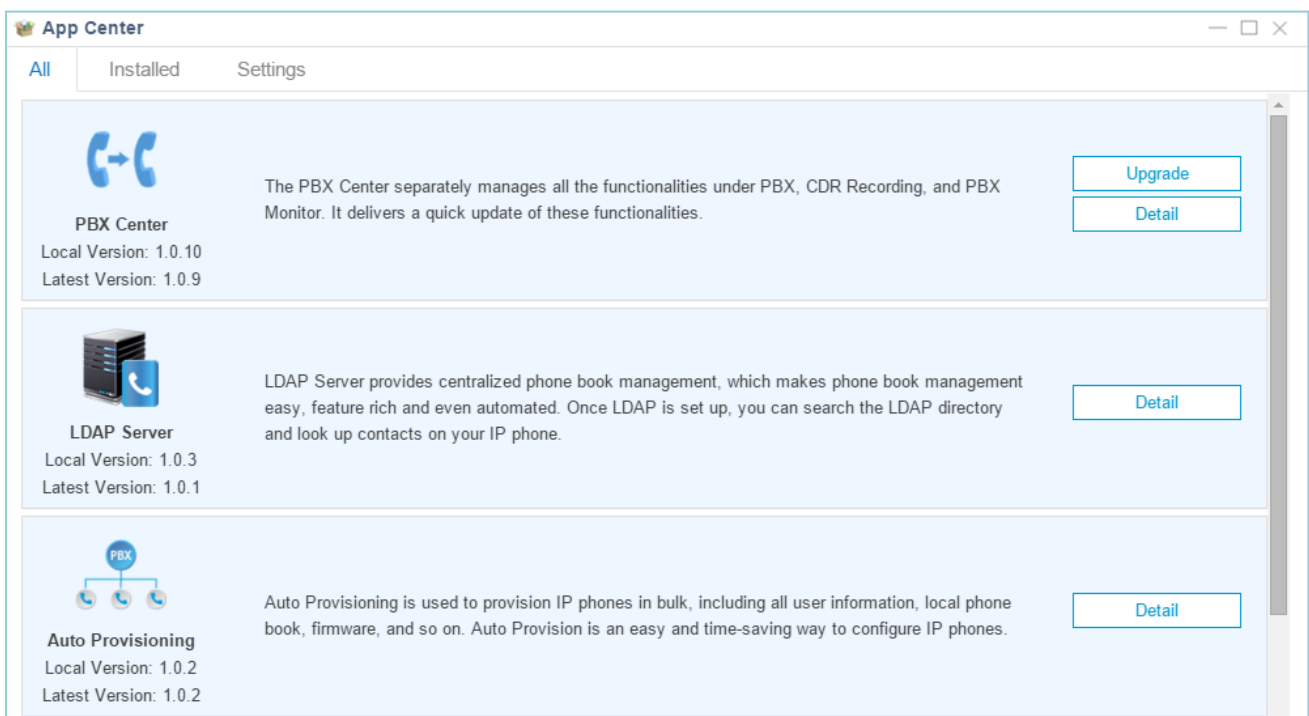 App Center
All Installed Settings
PBX Center
Local Version: 1.0.10
Latest Version: 1.0.9
The PBX Center separately manages all the functionalities under PBX, CDR Recording, and PBX
Monitor. It delivers a quick update of these functionalities.
Upgrade
Detail
LDAP Server
Local Version: 1.0.3
Latest Version: 1.0.1
LDAP Server provides centralized phone book management, which makes phone book management
easy, feature rich and even automated. Once LDAP is set up, you can search the LDAP directory
and look up contacts on your IP phone.
Detail
PBX
Auto Provisioning
Local Version: 1.0.2
Latest Version: 1.0.2
Auto Provisioning is used to provision IP phones in bulk, including all user information, local phone
book, firmware, and so on. Auto Provision is an easy and time-saving way to configure IP phones.
Detail